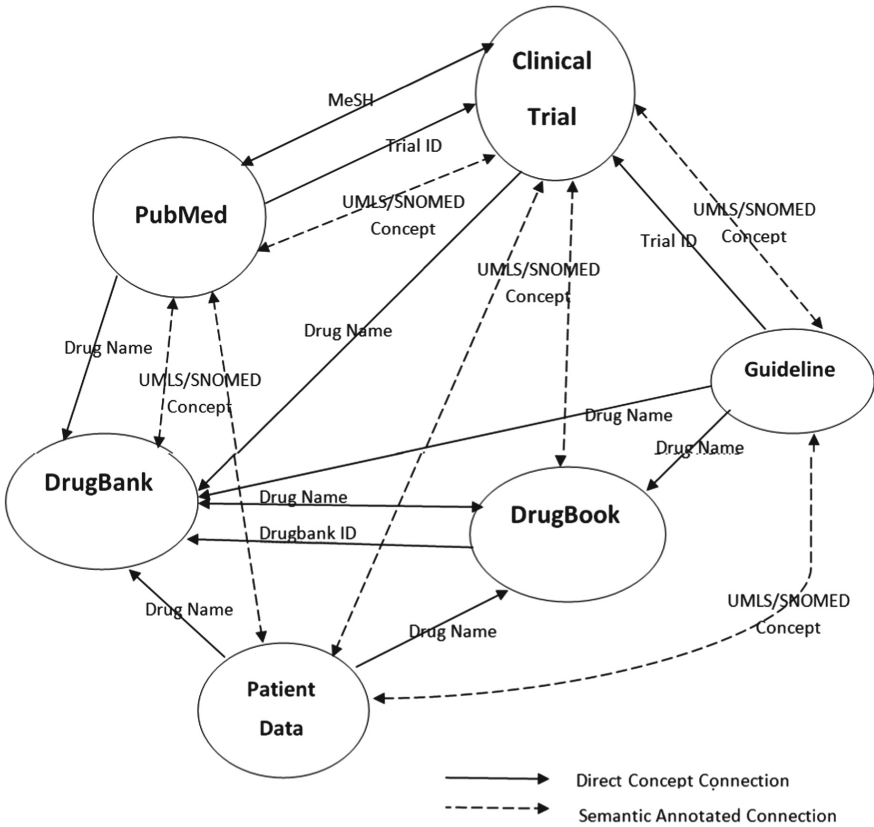 Clinical
Trial
MeSH
Trial ID
PubMed
UMLS/SNOMED
Concept
UMLS/SNOMED
Concept
Trial ID
UMLS/SNOMED
Concept
Drug Name
Drug Name
UMLS/SNOMED
Concept
Guideline
Drug Name
Drug Name
DrugBank
Drug Name
DrugBook
Drugbank ID
Drug Name
Drug Name
UMLS/SNOMED
Concept
Patient
Data
Direct Concept Connection
Semantic Annotated Connection